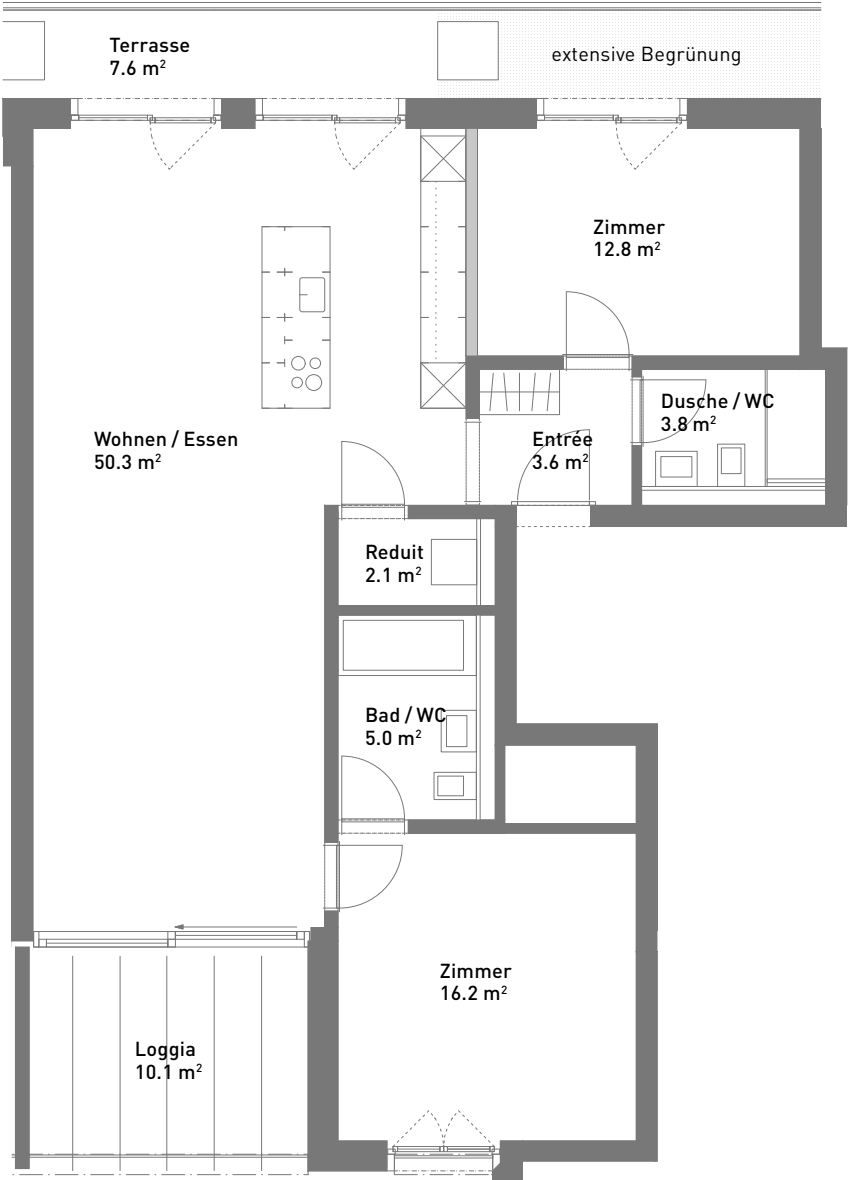 Terrasse
7.6 m²
extensive Begrünung
Zimmer
12.8 m²
Dusche / WC
3.8 m²
Wohnen / Essen
50.3 m²
Entrée
3.6 m²
Reduit
2.1 m²
Bad / WC
5.0 m²
Zimmer
16.2 m²
Loggia
10.1 m²